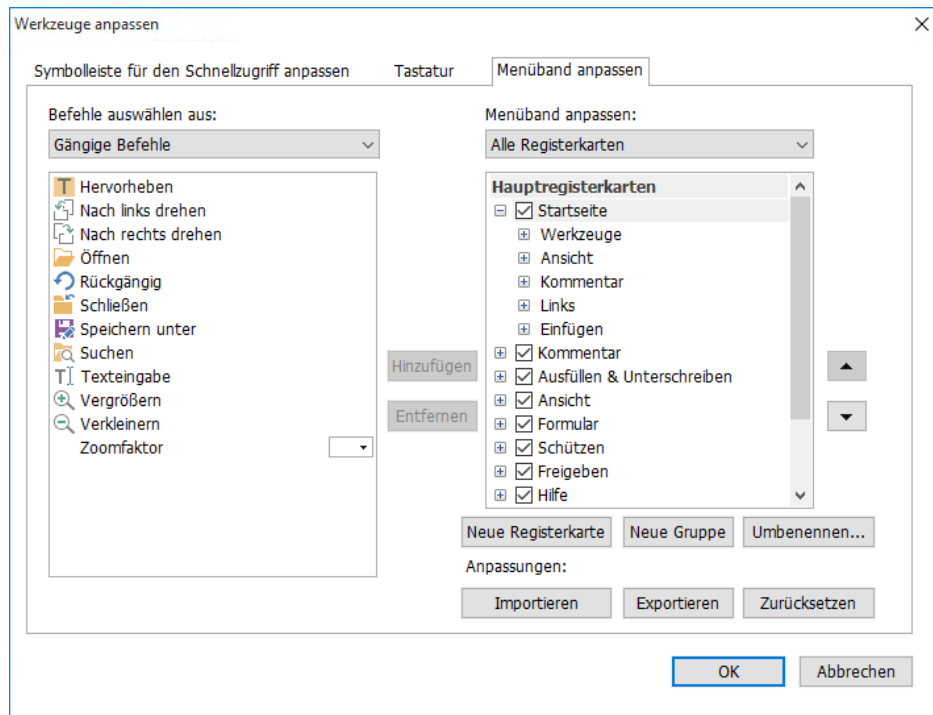 Werkzeuge anpassen
Symbolleiste für den Schnellzugriff anpassen
Tastatur
Menüband anpassen
Befehle auswählen aus:
Gängige Befehle
Hervorheben
Nach links drehen
Nach rechts drehen
Öffnen
Rückgängig
Schließen
Speichern unter
Suchen
Texteingabe
Vergrößern
Verkleinern
Zoomfaktor
Hinzufügen
Entfernen
Menüband anpassen:
Alle Registerkarten
Hauptregisterkarten
Startseite
Werkzeuge
Ansicht
Kommentar
Links
Einfügen
Kommentar
Ausfüllen & Unterschreiben
Ansicht
Formular
Schützen
Freigeben
Hilfe
Neue Registerkarte
Neue Gruppe
Umbenennen...
Anpassungen:
Importieren
Exportieren
Zurücksetzen
OK
Abbrechen